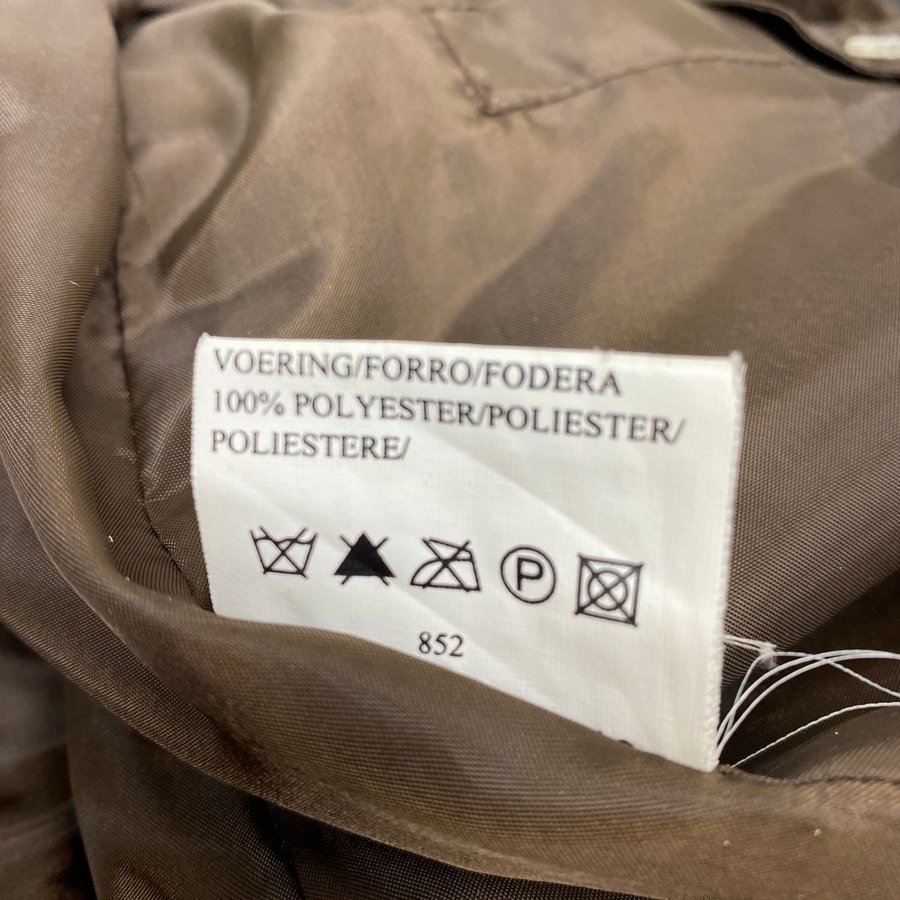 VOERING/FORRO/FODERA
100% POLYESTER/POLIESTER/
POLIESTERE/
P
852